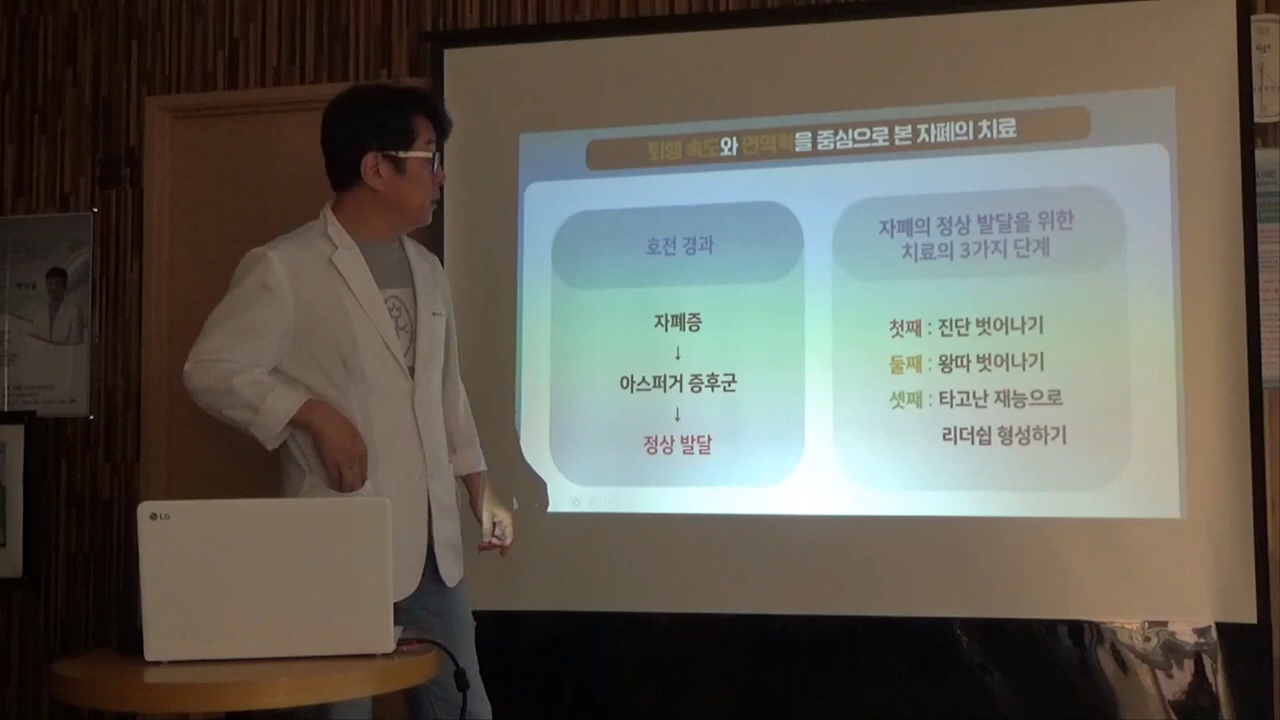 퇴행 속도와 면역력을 중심으로 본 자폐의 치료
호전 경과
자폐증
↓
아스퍼거 증후군
↓
정상 발달
자폐의 정상 발달을 위한
치료의 3가지 단계
첫째 : 진단 벗어나기
둘째 : 왕따 벗어나기
셋째 : 타고난 재능으로
리더쉽 형성하기
LG